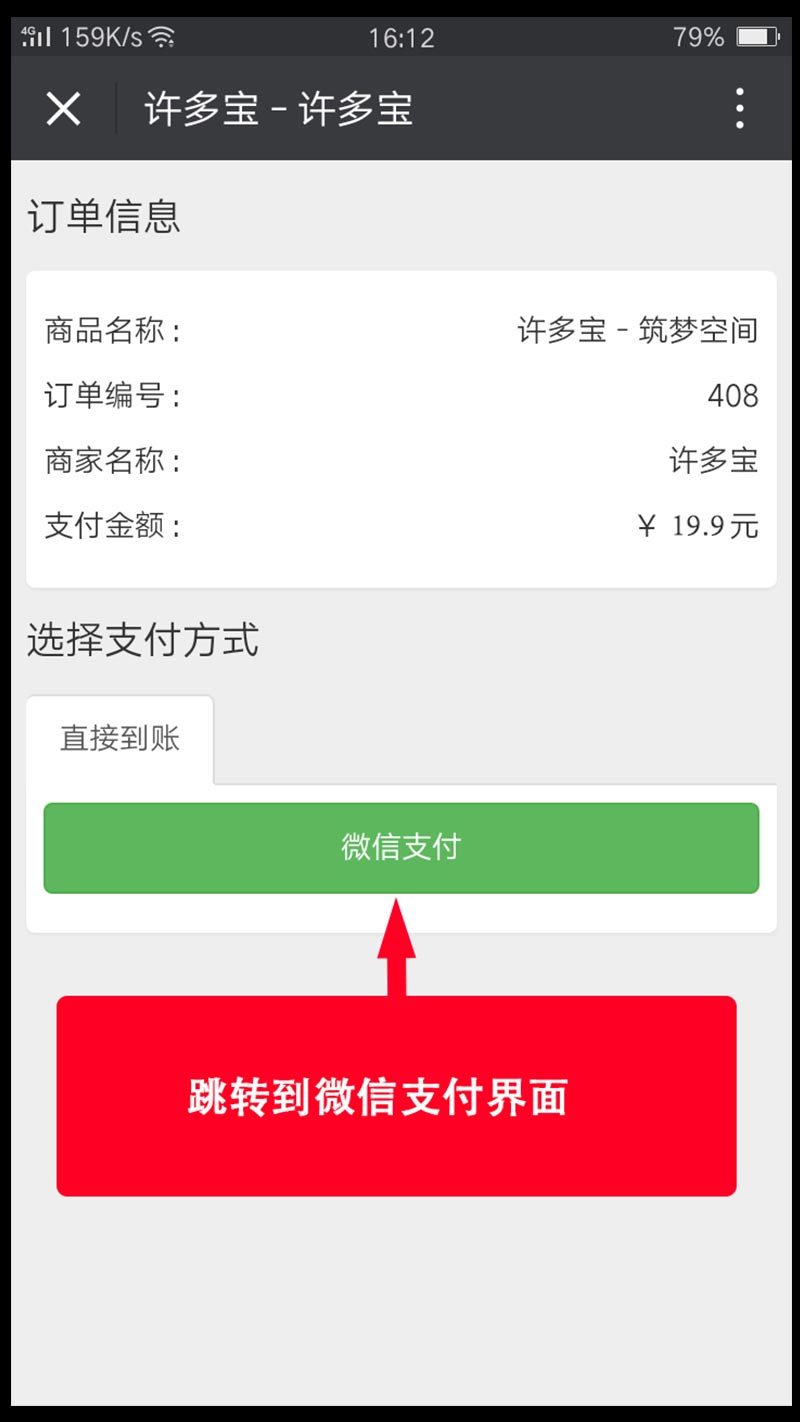 4G 159K/s 16:12 79%
许多宝 - 许多宝
订单信息
商品名称： 许多宝 - 筑梦空间
订单编号： 408
商家名称： 许多宝
支付金额： ￥ 19.9元
选择支付方式
直接到账
微信支付
跳转到微信支付界面